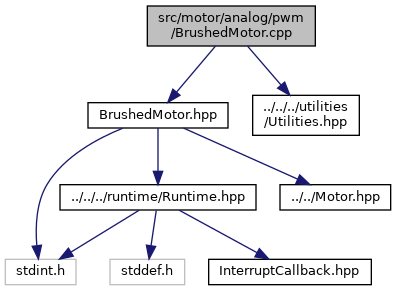 src/motor/analog/pwm
/BrushedMotor.cpp
BrushedMotor.hpp
../../../utilities
/Utilities.hpp
../../../runtime/Runtime.hpp
../../Motor.hpp
stdint.h
stddef.h
InterruptCallback.hpp